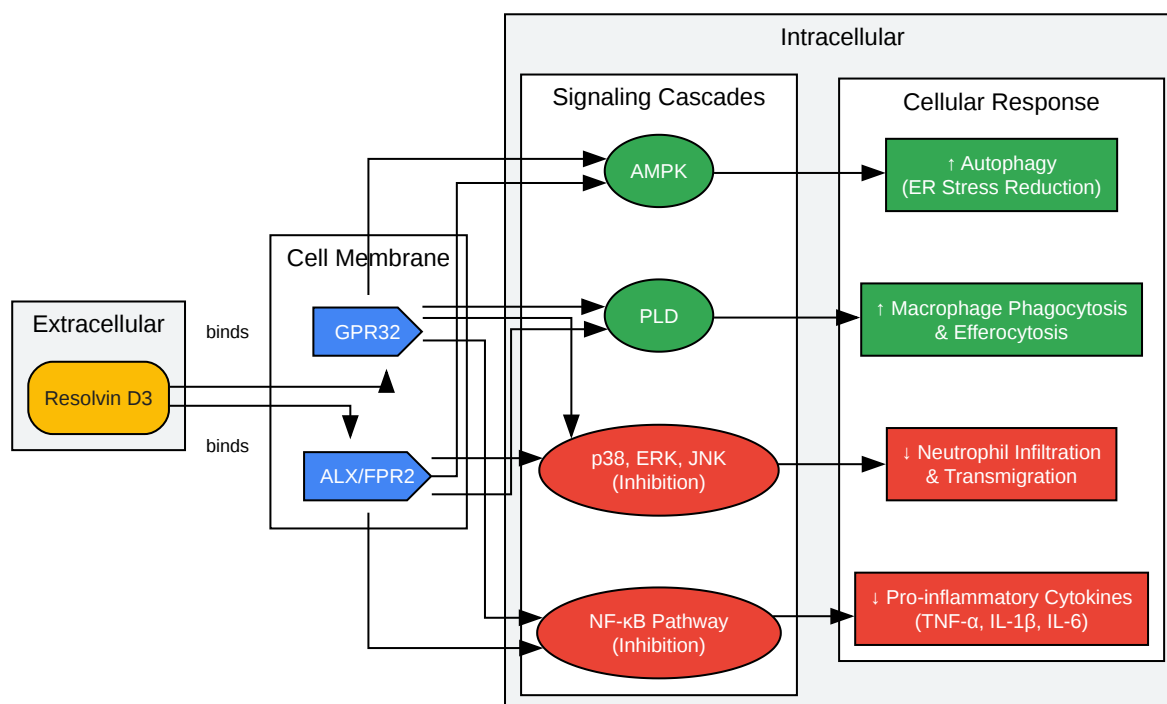 Intracellular
Signaling Cascades
Cellular Response
AMPK
↑ Autophagy
(ER Stress Reduction)
Cell Membrane
Extracellular
binds
GPR32
PLD
↑ Macrophage Phagocytosis
& Efferocytosis
Resolvin D3
binds
ALX/FPR2
p38, ERK, JNK
(Inhibition)
↓ Neutrophil Infiltration
& Transmigration
NF-κB Pathway
(Inhibition)
↓ Pro-inflammatory Cytokines
(TNF-α, IL-1β, IL-6)